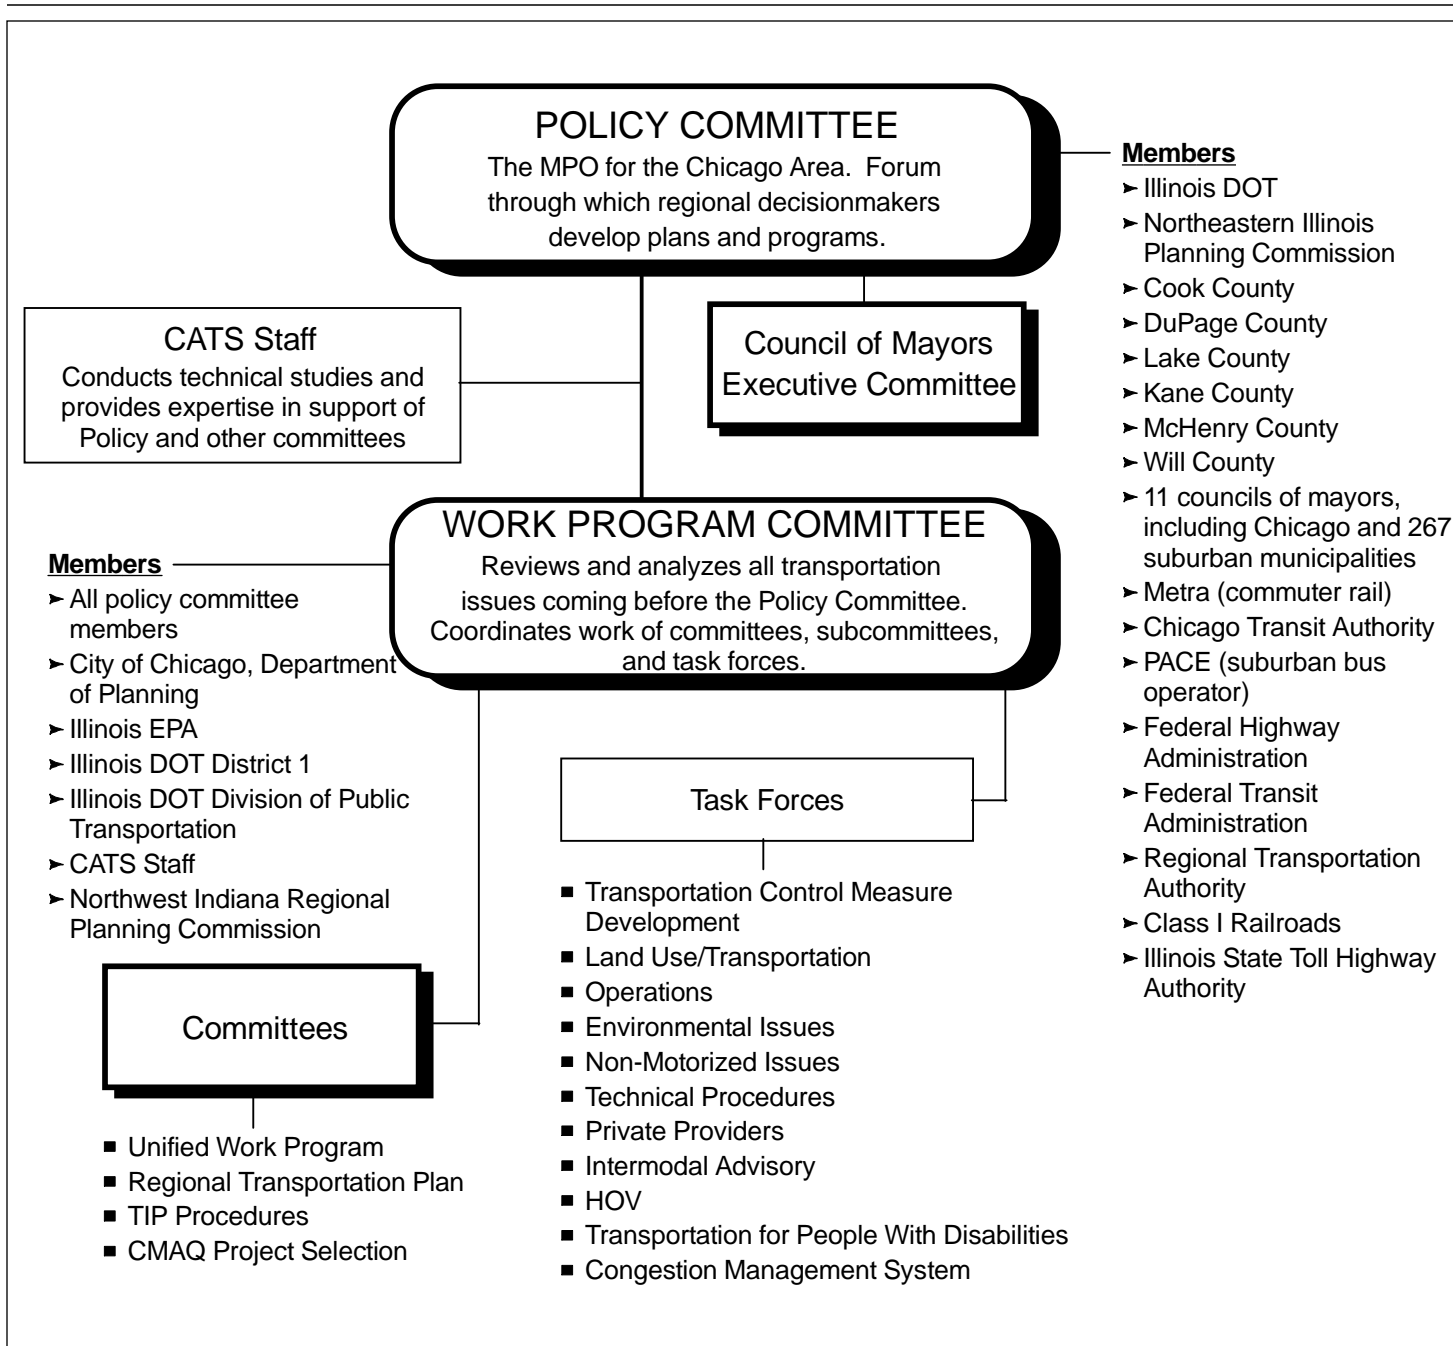 POLICY COMMITTEE
The MPO for the Chicago Area. Forum
through which regional decisionmakers
develop plans and programs.
Members
➤ Illinois DOT
➤ Northeastern Illinois
Planning Commission
➤ Cook County
➤ DuPage County
➤ Lake County
➤ Kane County
➤ McHenry County
➤ Will County
➤ 11 councils of mayors,
including Chicago and 267
suburban municipalities
➤ Metra (commuter rail)
➤ Chicago Transit Authority
➤ PACE (suburban bus
operator)
➤ Federal Highway
Administration
➤ Federal Transit
Administration
➤ Regional Transportation
Authority
➤ Class I Railroads
➤ Illinois State Toll Highway
Authority
CATS Staff
Conducts technical studies and
provides expertise in support of
Policy and other committees
Council of Mayors
Executive Committee
WORK PROGRAM COMMITTEE
Reviews and analyzes all transportation
issues coming before the Policy Committee.
Coordinates work of committees, subcommittees,
and task forces.
Members
➤ All policy committee
members
➤ City of Chicago, Department
of Planning
➤ Illinois EPA
➤ Illinois DOT District 1
➤ Illinois DOT Division of Public
Transportation
➤ CATS Staff
➤ Northwest Indiana Regional
Planning Commission
Committees
■ Unified Work Program
■ Regional Transportation Plan
■ TIP Procedures
■ CMAQ Project Selection
Task Forces
■ Transportation Control Measure
Development
■ Land Use/Transportation
■ Operations
■ Environmental Issues
■ Non-Motorized Issues
■ Technical Procedures
■ Private Providers
■ Intermodal Advisory
■ HOV
■ Transportation for People With Disabilities
■ Congestion Management System